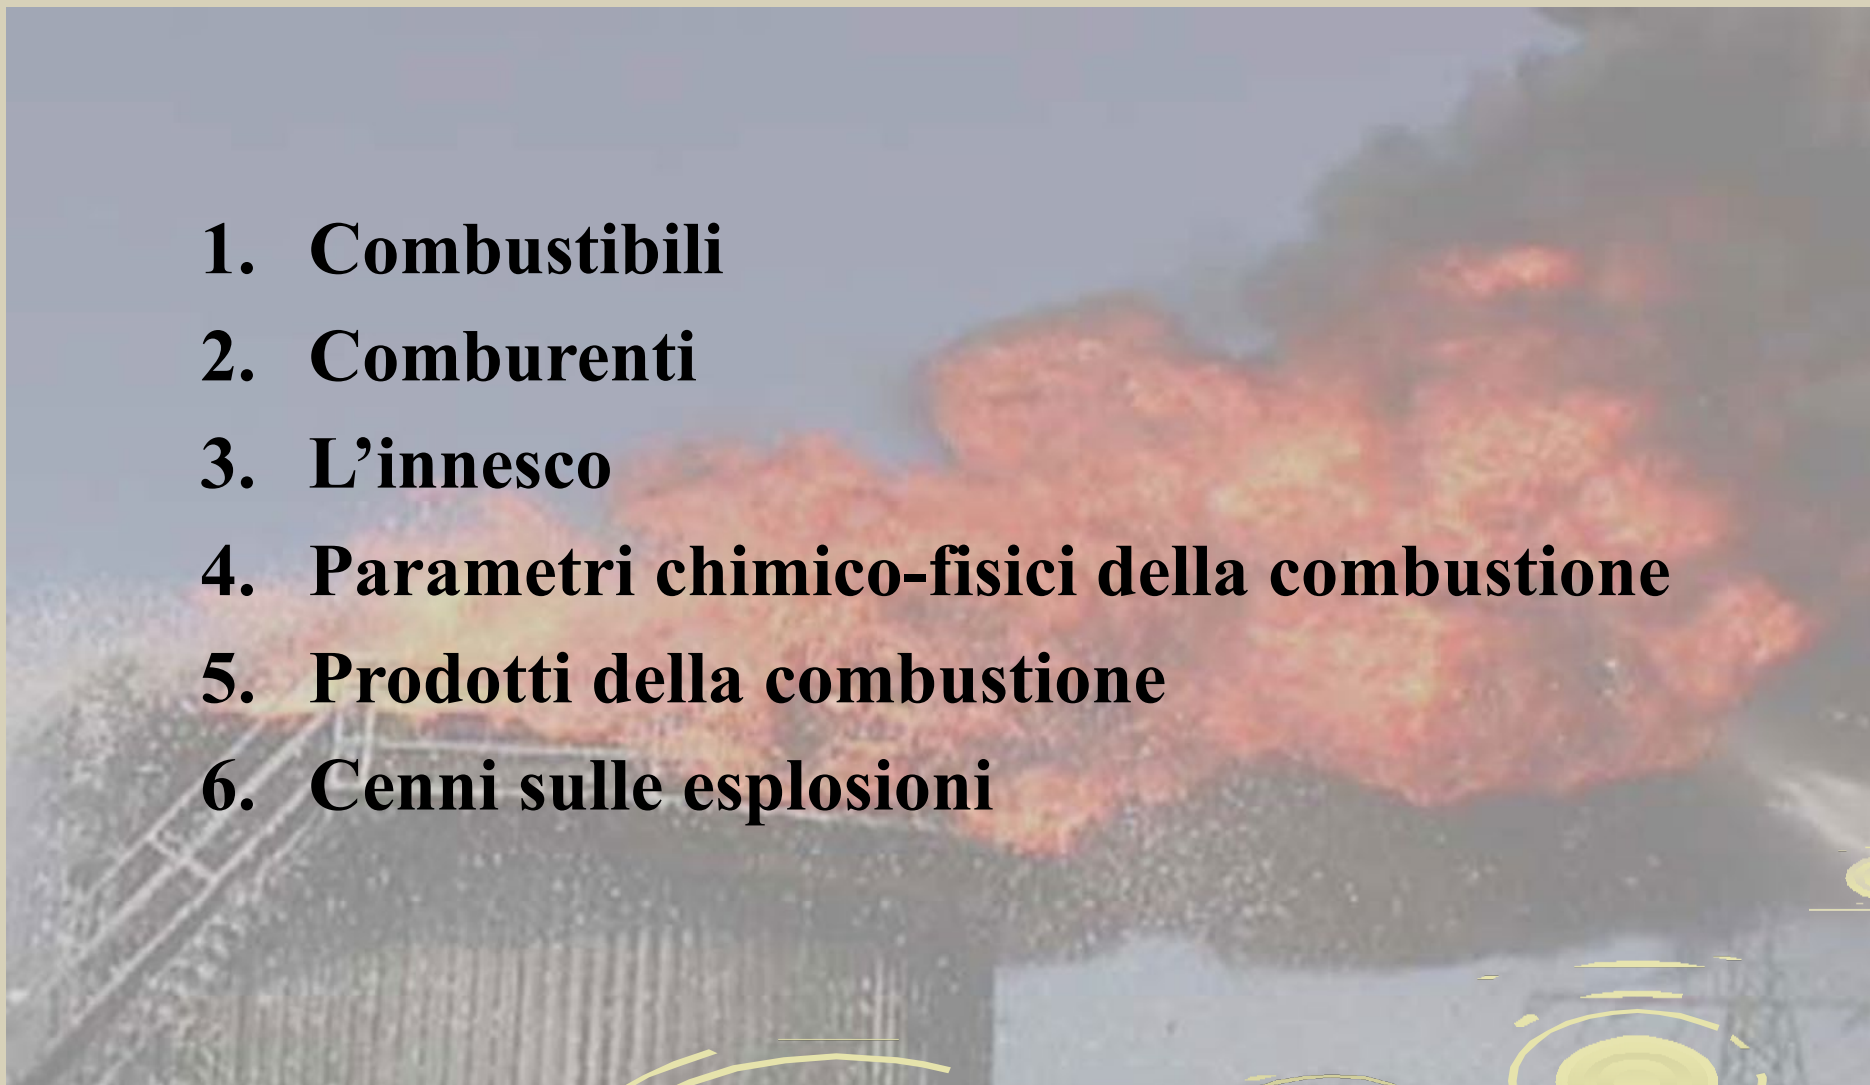 1. Combustibili
2. Comburenti
3. L’innesco
4. Parametri chimico-fisici della combustione
5. Prodotti della combustione
6. Cenni sulle esplosioni